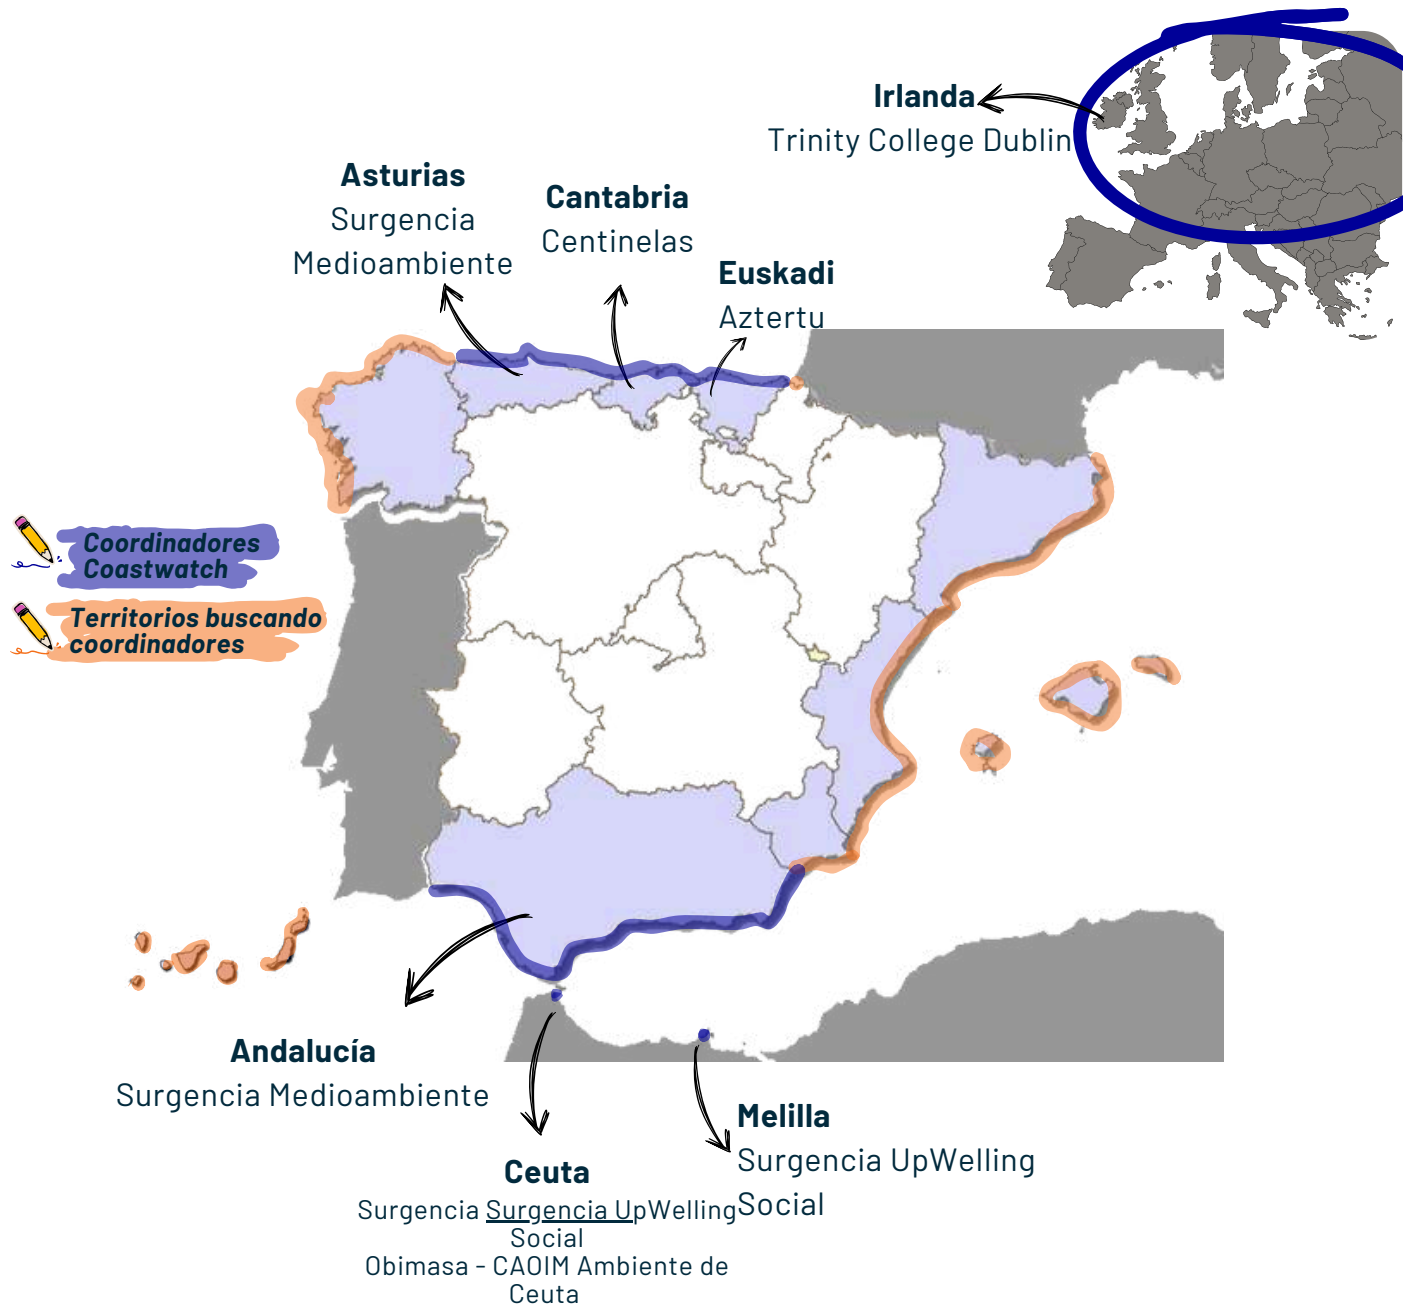 Irlanda
Trinity College Dublin
Asturias
Surgencia
Medioambiente
Cantabria
Centinelas
Euskadi
Aztertu
Coordinadores
Coastwatch
Territorios buscando
coordinadores
Andalucía
Surgencia Medioambiente
Melilla
Surgencia UpWelling
Social
Ceuta
Surgencia Surgencia UpWelling
Social
Obimasa - CAOIM Ambiente de
Ceuta